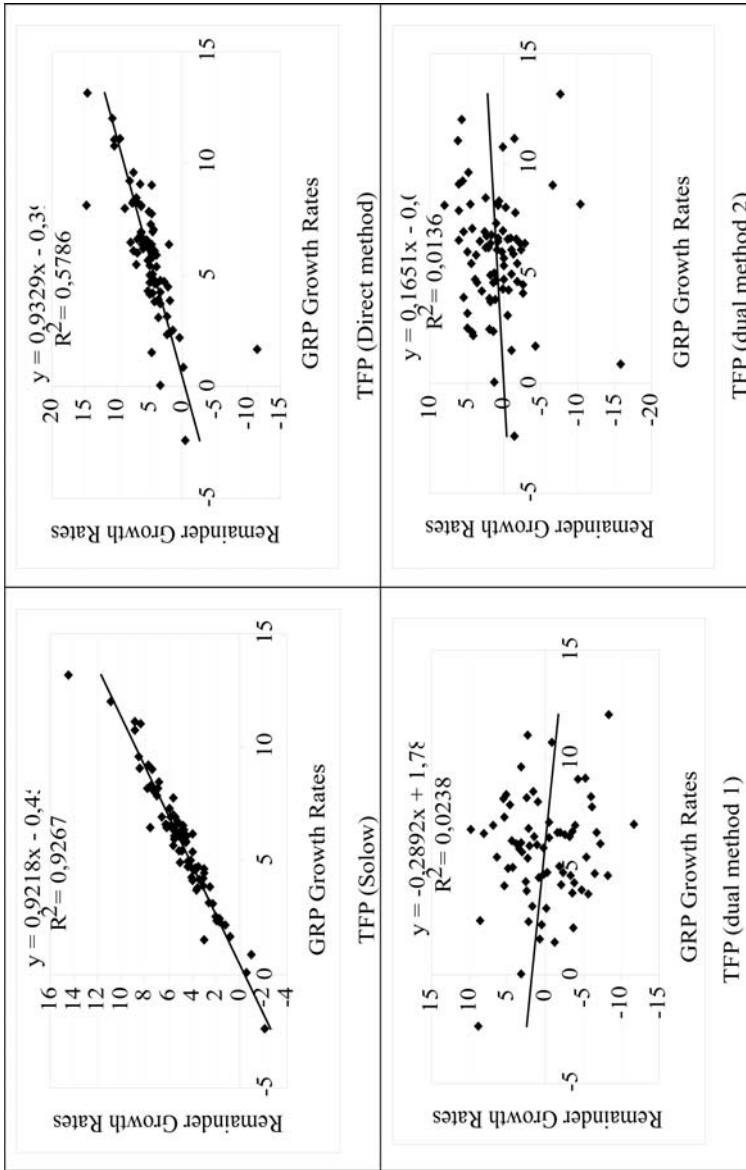 y = 0,9218x - 0,4
R² = 0,9267
16
14
12
10
8
6
4
2
0
-2
-4
-5
0
5
10
15
Remainder Growth Rates
GRP Growth Rates
TFP (Solow)
y = 0,9329x - 0,3
R² = 0,5786
20
15
10
5
0
-5
-10
-15
-5
0
5
10
15
Remainder Growth Rates
GRP Growth Rates
TFP (Direct method)
y = -0,2892x + 1,78
R² = 0,0238
15
10
5
0
-5
-10
-15
-5
0
5
10
15
Remainder Growth Rates
GRP Growth Rates
TFP (dual method 1)
y = 0,1651x - 0,
R² = 0,0136
10
5
0
-5
-10
-15
-20
-5
0
5
10
15
Remainder Growth Rates
GRP Growth Rates
TFP (dual method 2)